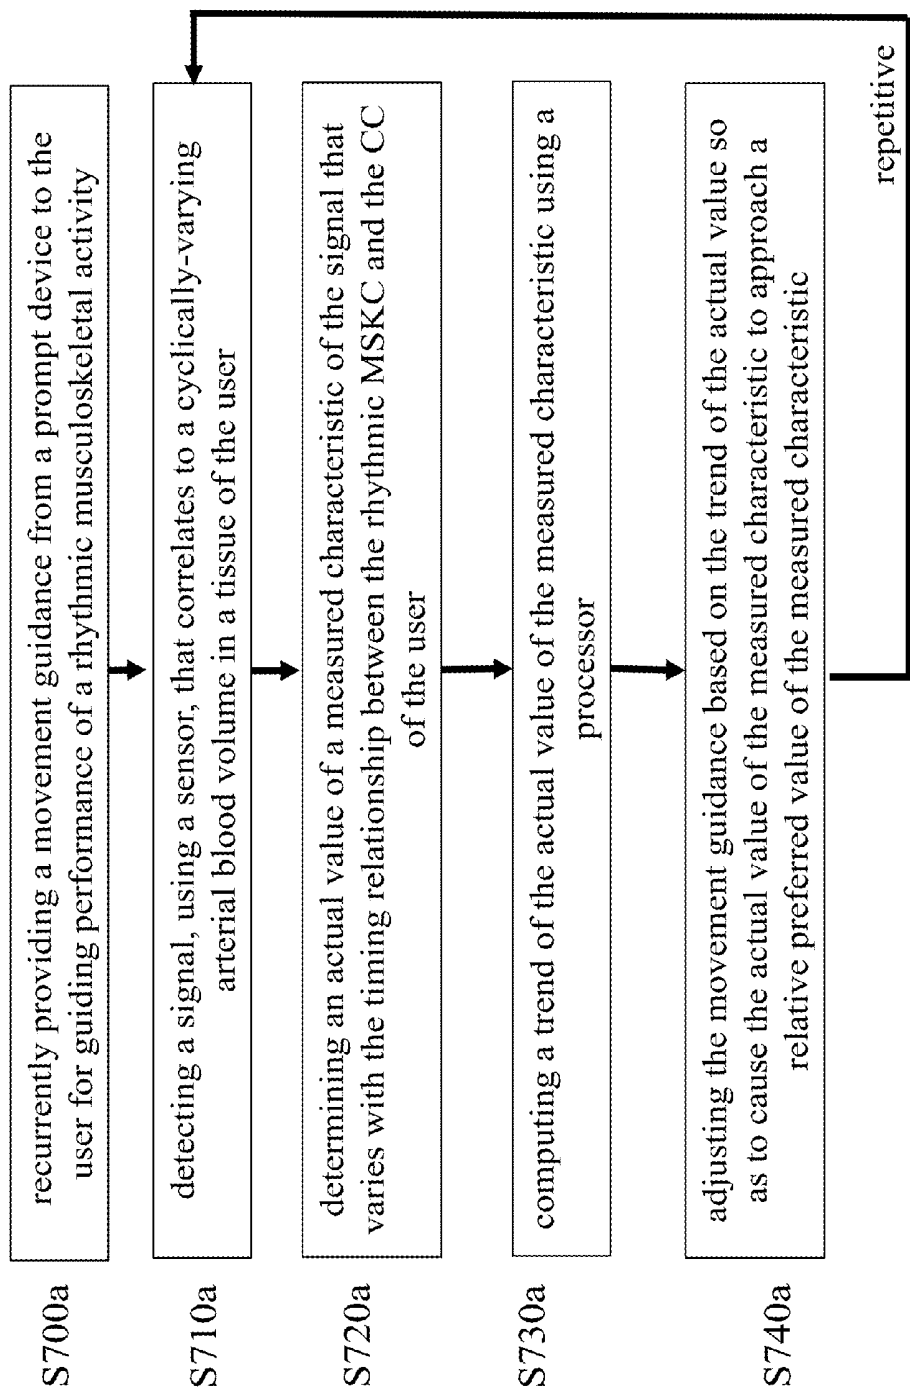 S700a
recurrently providing a movement guidance from a prompt device to the
user for guiding performance of a rhythmic musculoskeletal activity
S710a
detecting a signal, using a sensor, that correlates to a cyclically-varying
arterial blood volume in a tissue of the user
S720a
determining an actual value of a measured characteristic of the signal that
varies with the timing relationship between the rhythmic MSKC and the CC
of the user
S730a
computing a trend of the actual value of the measured characteristic using a
processor
S740a
adjusting the movement guidance based on the trend of the actual value so
as to cause the actual value of the measured characteristic to approach a
relative preferred value of the measured characteristic
repetitive